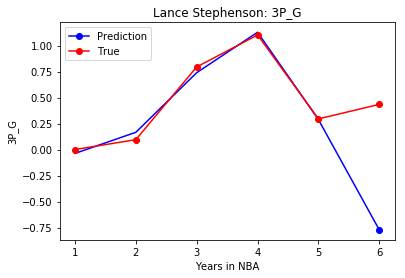 Lance Stephenson: 3P_G
Prediction
True
1.00
0.75
0.50
0.25
0.00
−0.25
−0.50
−0.75
3P_G
1 2 3 4 5 6
Years in NBA